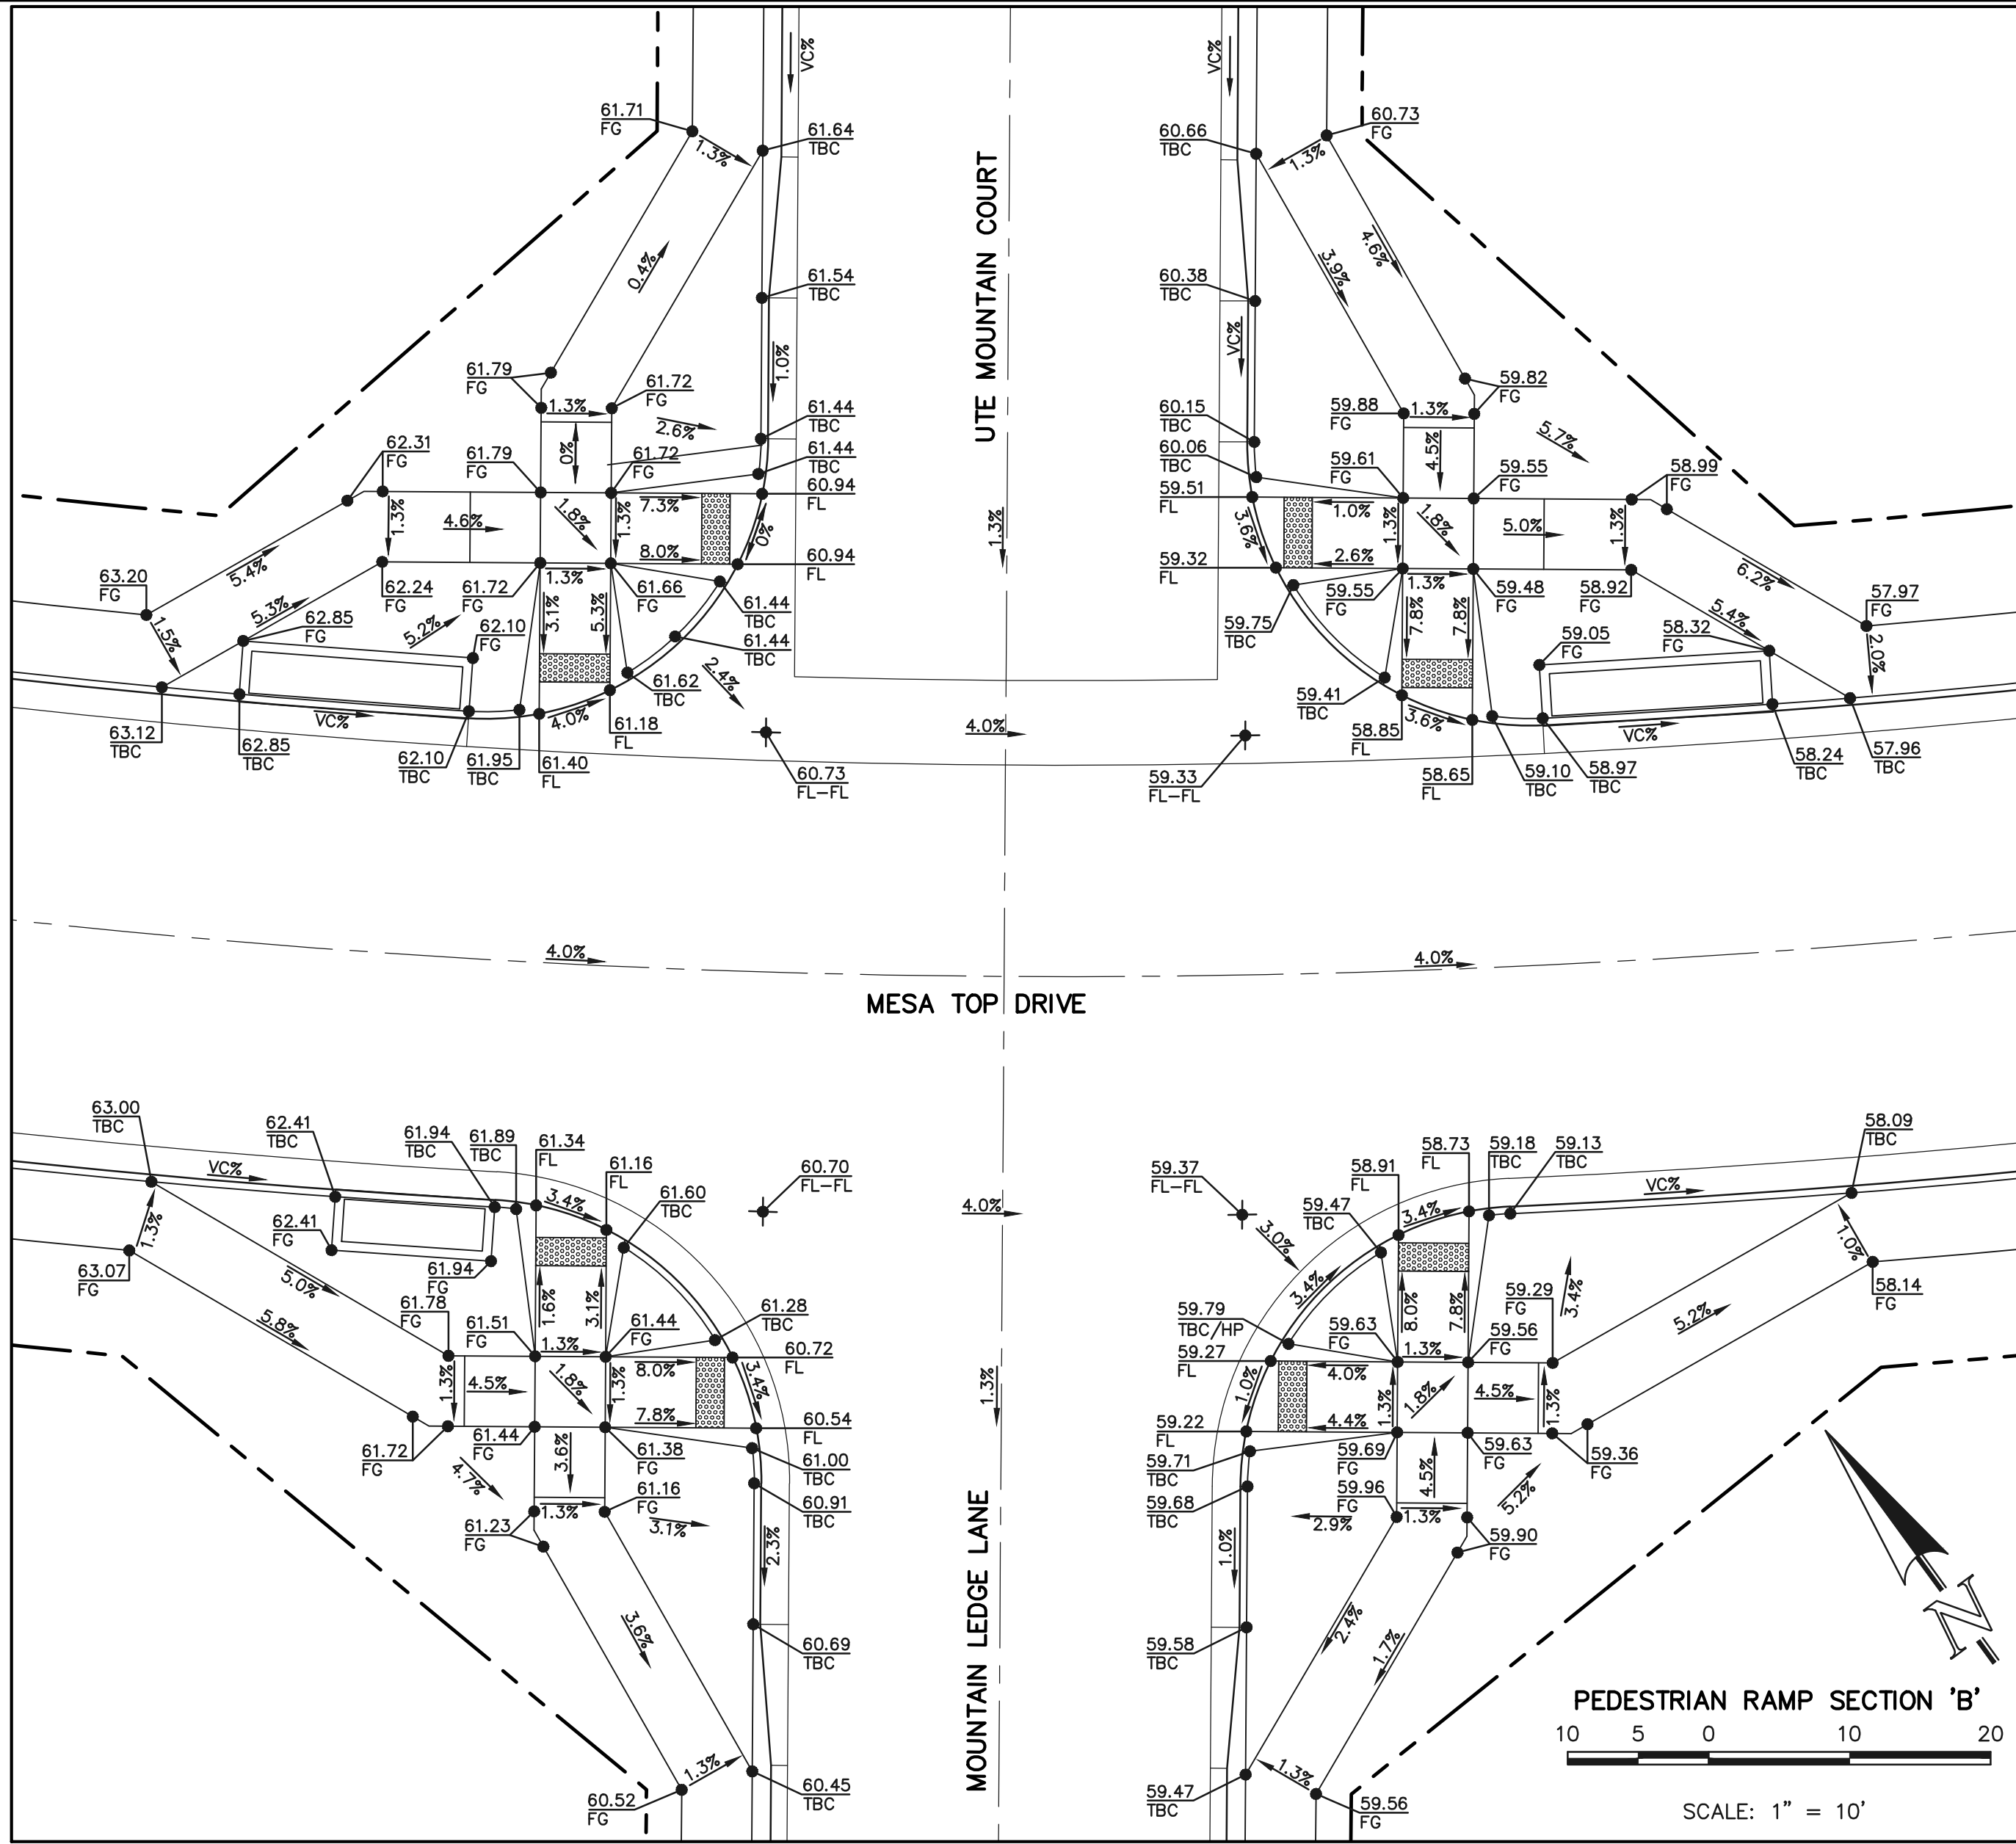 VC%
VC%
61.71
FG
1.3%
61.64
TBC
60.66
TBC
1.3%
60.73
FG
UTE MOUNTAIN COURT
0.4%
61.54
TBC
60.38
TBC
3.9%
4.6%
VC%
1.0%
61.79
FG
61.72
FG
1.3%
2.6%
61.44
TBC
60.15
TBC
59.88
FG
1.3%
59.82
FG
5.7%
62.31
FG
61.79
FG
0%
61.72
FG
61.44
TBC
60.06
TBC
59.61
FG
4.5%
59.55
FG
58.99
FG
1.3%
4.6%
1.8%
1.3%
7.3%
60.94
FL
0%
59.51
FL
3.6%
1.0%
1.3%
1.8%
5.0%
1.3%
1.3%
8.0%
60.94
FL
59.32
FL
2.6%
5.4%
63.20
FG
62.24
FG
61.72
FG
1.3%
61.66
FG
61.44
TBC
59.55
FG
1.3%
59.48
FG
58.92
FG
6.2%
57.97
FG
5.3%
1.5%
62.85
FG
5.2%
62.10
FG
3.1%
5.3%
61.44
TBC
59.75
TBC
7.8%
7.8%
59.05
FG
58.32
FG
5.4%
2.0%
2.4%
61.62
TBC
59.41
TBC
63.12
TBC
62.85
TBC
VC%
62.10
TBC
61.95
TBC
4.0%
61.40
FL
61.18
FL
60.73
FL-FL
4.0%
59.33
FL-FL
58.85
FL
3.6%
58.65
FL
59.10
TBC
58.97
TBC
VC%
58.24
TBC
57.96
TBC
4.0%
4.0%
MESA TOP DRIVE
63.00
TBC
62.41
TBC
61.94
TBC
61.89
TBC
61.34
FL
61.16
FL
VC%
3.4%
61.60
TBC
60.70
FL-FL
4.0%
59.37
FL-FL
58.73
FL
58.91
FL
59.18
TBC
59.13
TBC
58.09
TBC
59.47
TBC
3.4%
VC%
1.3%
62.41
FG
63.07
FG
61.94
FG
5.0%
5.8%
61.78
FG
61.51
FG
1.6%
3.1%
1.3%
61.44
FG
61.28
TBC
3.0%
3.4%
59.79
TBC/HP
59.63
FG
8.0%
7.8%
1.3%
59.56
FG
59.29
FG
3.4%
1.0%
58.14
FG
5.2%
1.3%
4.5%
1.8%
1.3%
8.0%
60.72
FL
3.4%
59.27
FL
1.0%
4.0%
1.3%
1.8%
4.5%
1.3%
1.3%
7.8%
60.54
FL
59.22
FL
4.4%
61.72
FG
61.44
FG
3.6%
61.38
FG
61.00
TBC
59.71
TBC
59.69
FG
4.5%
59.63
FG
59.36
FG
4.7%
61.16
FG
60.91
TBC
59.68
TBC
59.96
FG
5.2%
61.23
FG
1.3%
3.1%
2.3%
1.0%
2.9%
1.3%
59.90
FG
MOUNTAIN LEDGE LANE
3.6%
60.69
TBC
59.58
TBC
2.4%
1.7%
N
1.3%
60.52
FG
60.45
TBC
59.47
TBC
1.3%
59.56
FG
PEDESTRIAN RAMP SECTION 'B'
10 5 0 10 20
SCALE: 1" = 10'